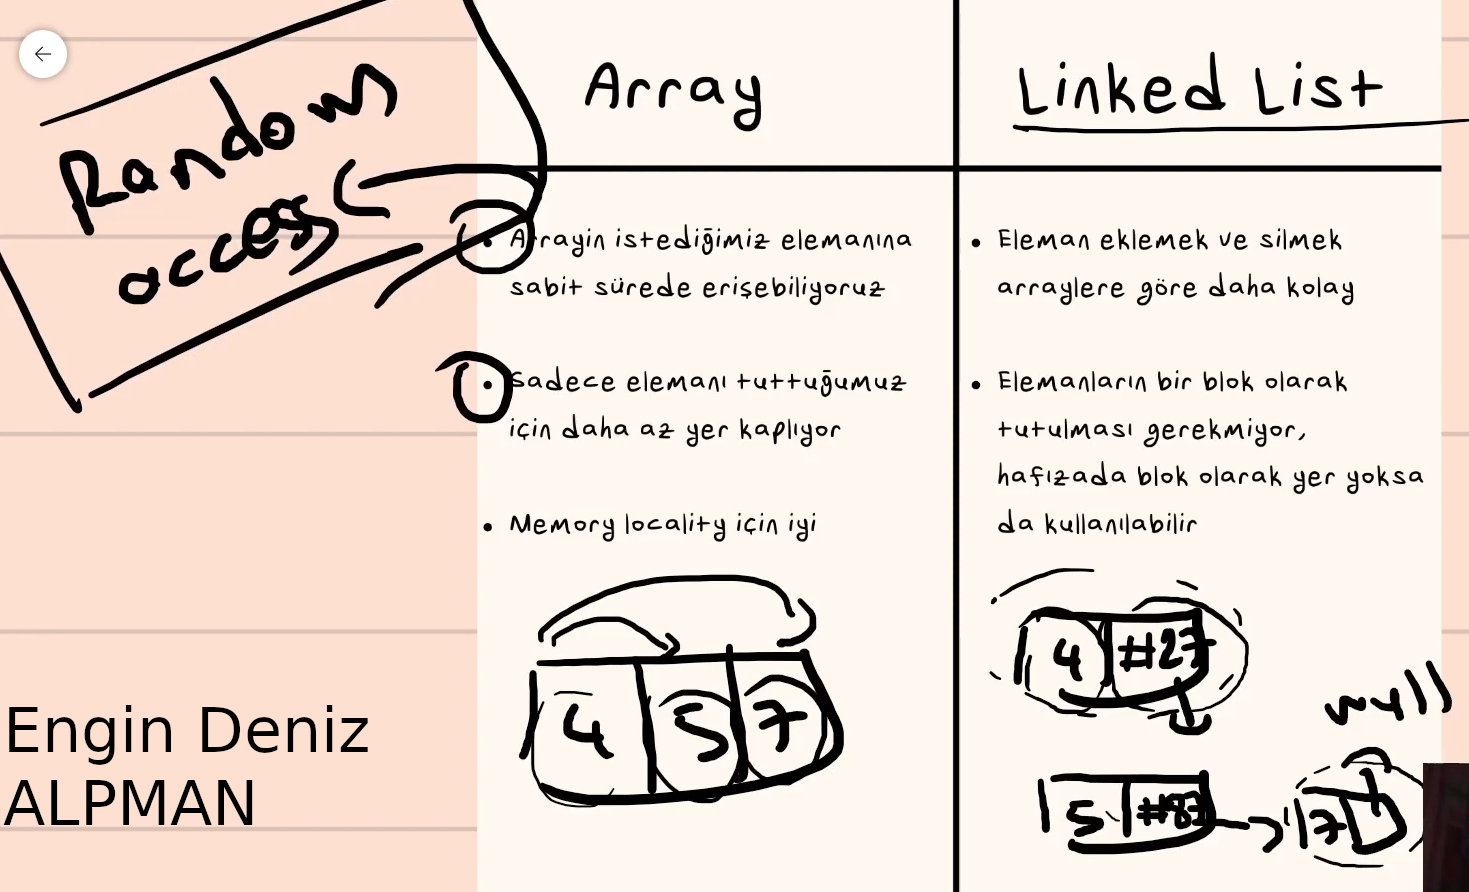 Random
access
Array
Arrayin istediğimiz elemanına
sabit sürede erişebiliyoruz
Sadece elemanı tuttuğumuz
için daha az yer kaplıyor
Memory locality için iyi
4 5 7
Linked List
Eleman eklemek ve silmek
arraylere göre daha kolay
Elemanların bir blok olarak
tutulması gerekmiyor,
hafızada blok olarak yer yoksa
da kullanılabilir
4 #27
null
5 #87
7
Engin Deniz
ALPMAN